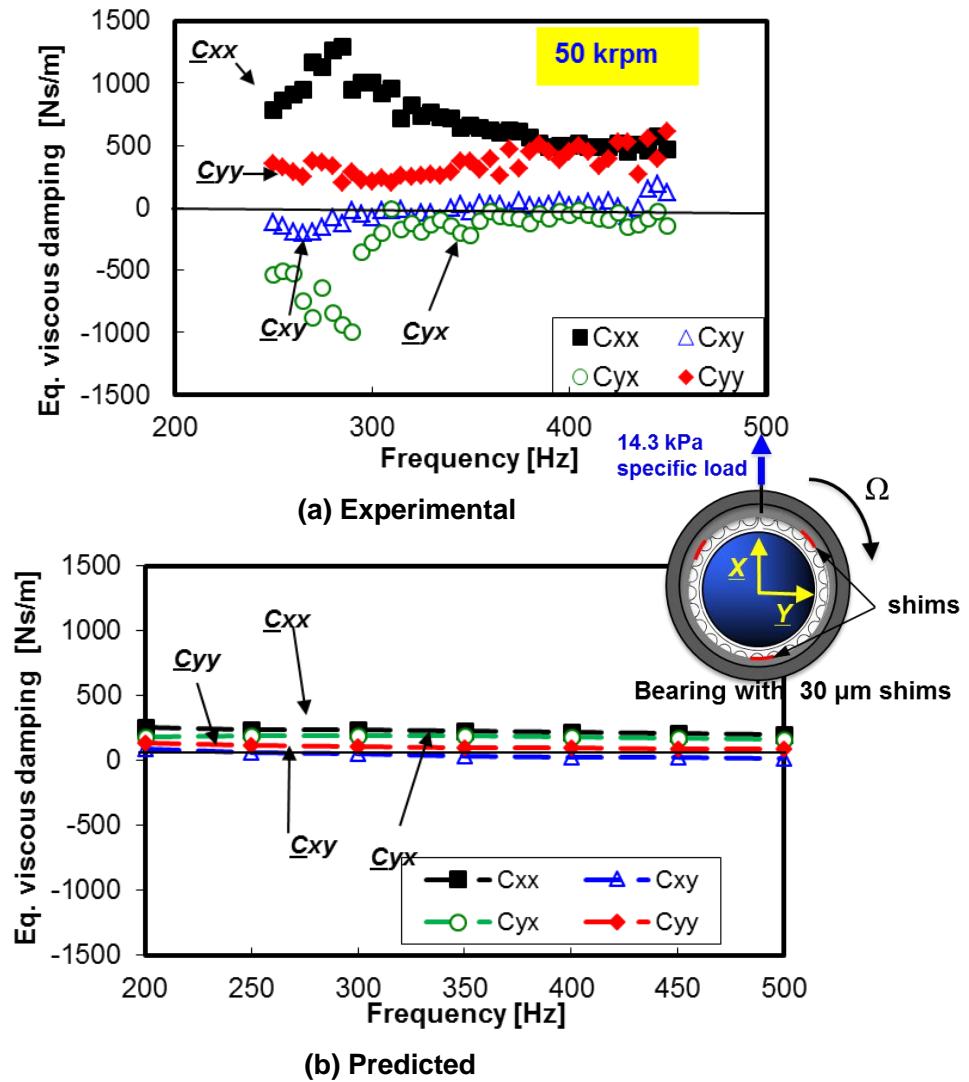 Eq. viscous damping [Ns/m]
1500
1000
500
0
-500
-1000
-1500
Cxx
50 krpm
Cyy
Cxy
Cyx
Cxx
Cxy
Cyx
Cyy
200
300
400
500
Frequency [Hz]
(a) Experimental
14.3 kPa
specific load
Ω
X
Y
shims
Bearing with 30 µm shims
Eq. viscous damping [Ns/m]
1500
1000
500
0
-500
-1000
-1500
Cxx
Cyy
Cxy
Cyx
Cxx
Cxy
Cyx
Cyy
200
250
300
350
400
450
500
Frequency [Hz]
(b) Predicted